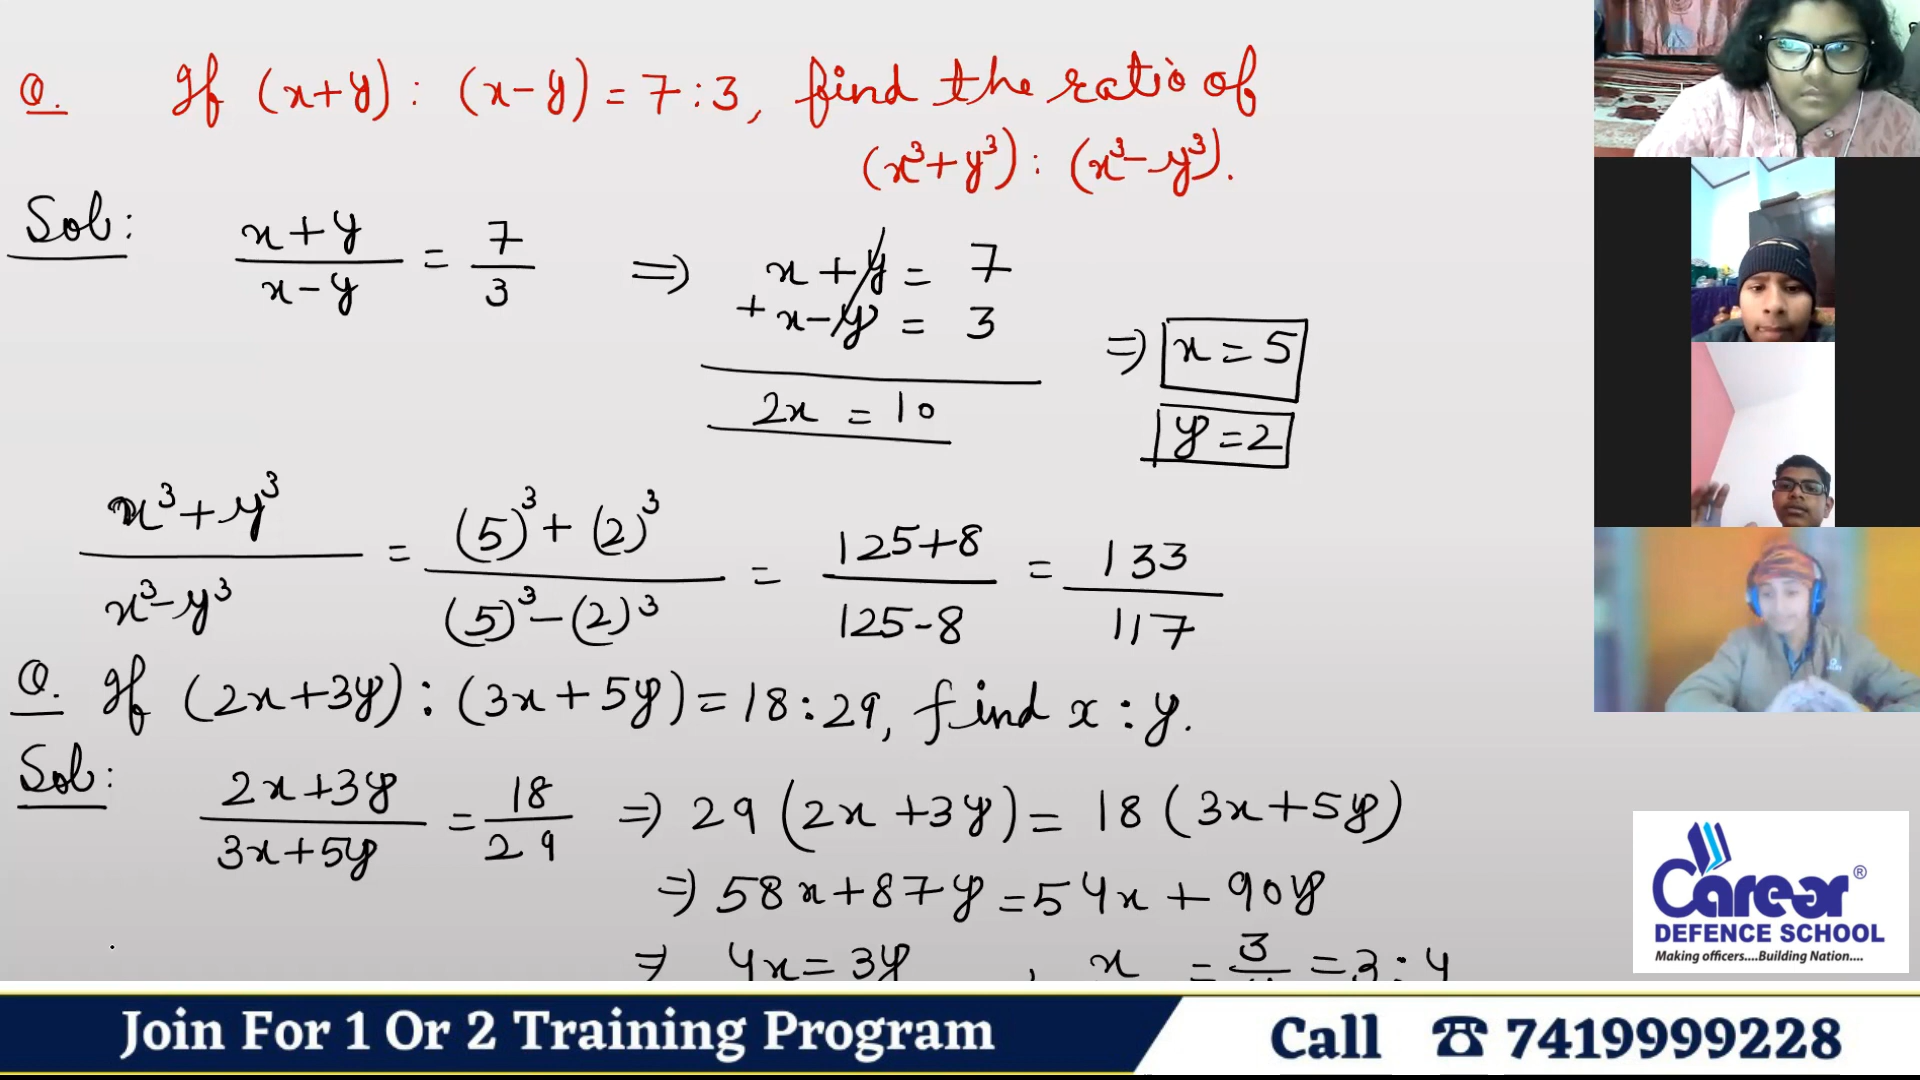 Q. If (x+y) : (x-y) = 7 : 3, find the ratio of
(x³+y³) : (x³-y³).
Sol:
x+y / x-y = 7 / 3 ⇒ x+y = 7
+ x-y = 3
2x = 10
⇒ x = 5
y = 2
x³+y³ / x³-y³ = (5)³+(2)³ / (5)³-(2)³ = 125+8 / 125-8 = 133 / 117
Q. If (2x+3y) : (3x+5y) = 18 : 29, find x : y.
Sol:
2x+3y / 3x+5y = 18 / 29 ⇒ 29 (2x+3y) = 18 (3x+5y)
⇒ 58x+87y = 54x + 90y
⇒ 4x = 3y, x = 3 = 3 : 4
Carear ®
DEFENCE SCHOOL
Making officers....Building Nation....
Join For 1 Or 2 Training Program
Call ☎ 7419999228